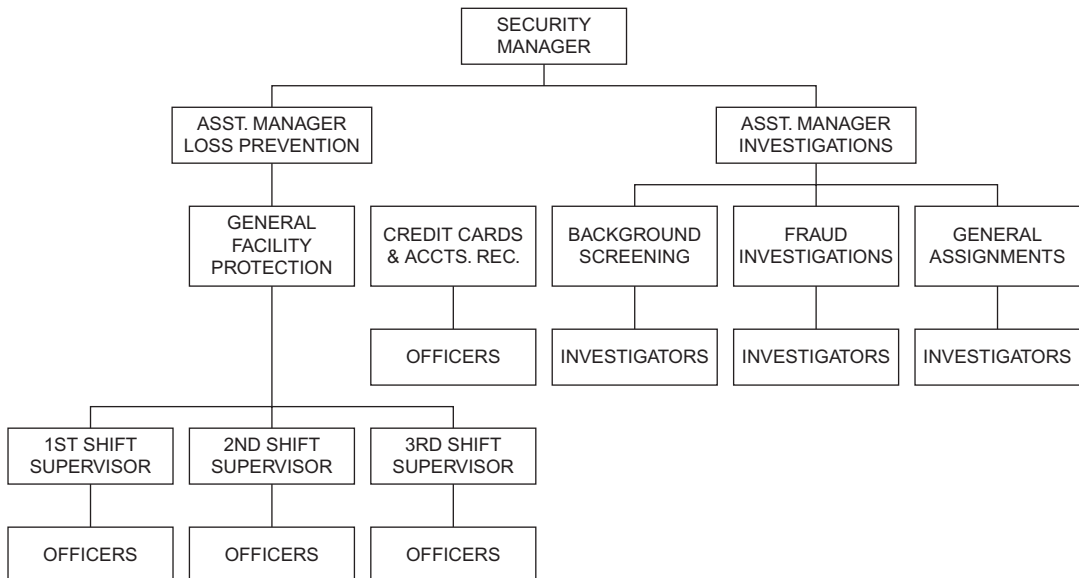 SECURITY
MANAGER
ASST. MANAGER
LOSS PREVENTION
ASST. MANAGER
INVESTIGATIONS
GENERAL
FACILITY
PROTECTION
CREDIT CARDS
& ACCTS. REC.
BACKGROUND
SCREENING
FRAUD
INVESTIGATIONS
GENERAL
ASSIGNMENTS
OFFICERS
INVESTIGATORS
INVESTIGATORS
INVESTIGATORS
1ST SHIFT
SUPERVISOR
2ND SHIFT
SUPERVISOR
3RD SHIFT
SUPERVISOR
OFFICERS
OFFICERS
OFFICERS